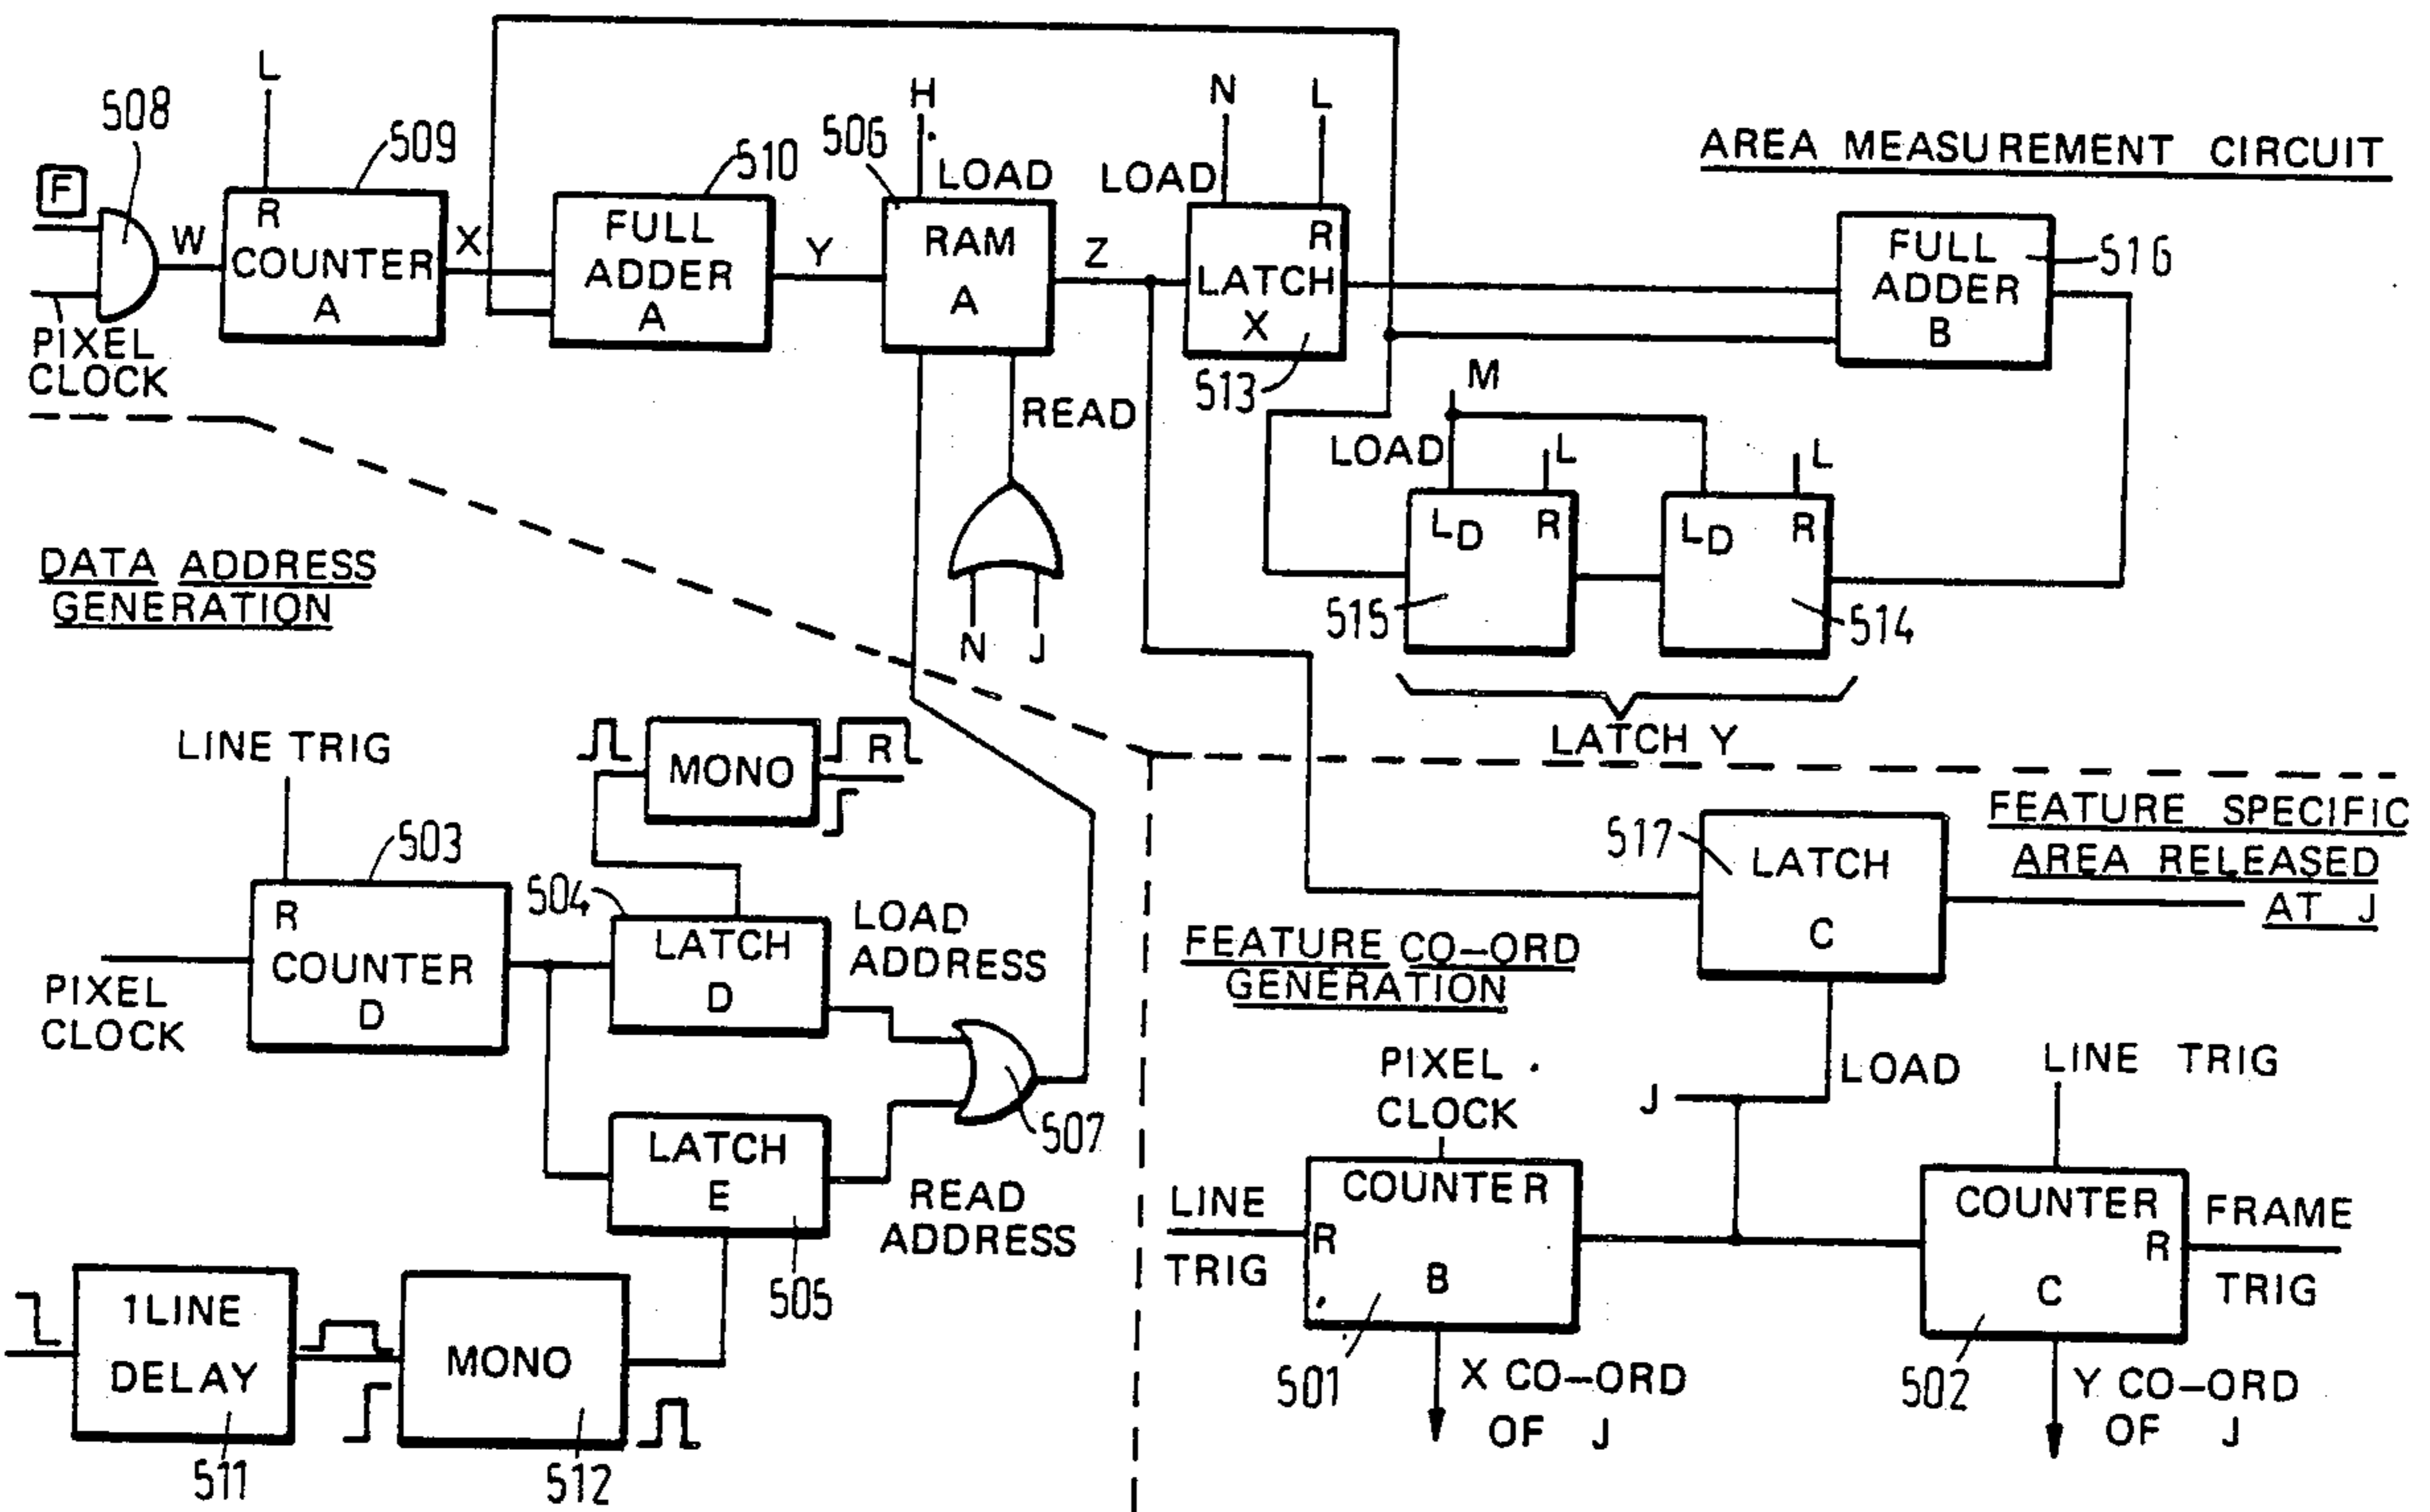 AREA MEASUREMENT CIRCUIT
L
508
F
W
PIXEL
CLOCK
509
R
COUNTER
A
X
510
FULL
ADDER
A
Y
H
506
LOAD
RAM
A
READ
N J
Z
N
L
LOAD
R
LATCH
X
513
FULL
ADDER
B
516
M
LOAD
L
L
LD R
LD R
515
514
LATCH Y
DATA ADDRESS
GENERATION
LINE TRIG
503
R
COUNTER
D
PIXEL
CLOCK
MONO
R
504
LATCH
D
LOAD
ADDRESS
507
LATCH
E
505
READ
ADDRESS
1 LINE
DELAY
511
MONO
512
FEATURE SPECIFIC
AREA RELEASED
AT J
517
LATCH
C
FEATURE CO-ORD
GENERATION
J
LOAD
PIXEL
CLOCK
LINE
TRIG
COUNTER
R
B
501
X CO-ORD
OF J
LINE TRIG
COUNTER
R
C
502
FRAME
TRIG
Y CO-ORD
OF J